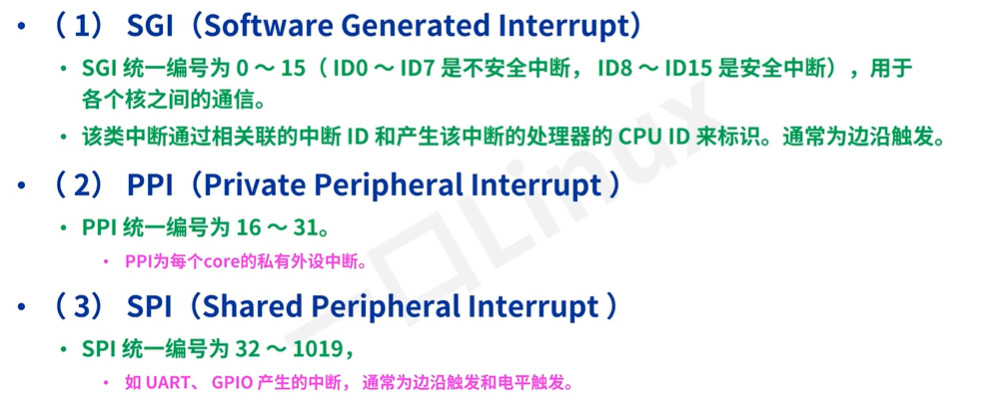 • （1） SGI（Software Generated Interrupt）
• SGI 统一编号为 0 ～ 15（ ID0 ～ ID7 是不安全中断， ID8 ～ ID15 是安全中断），用于
各个核之间的通信。
• 该类中断通过相关联的中断 ID 和产生该中断的处理器的 CPU ID 来标识。通常为边沿触发。
• （2） PPI（Private Peripheral Interrupt ）
• PPI 统一编号为 16 ～ 31。
• PPI为每个core的私有外设中断。
• （3） SPI（Shared Peripheral Interrupt ）
• SPI 统一编号为 32 ～ 1019，
• 如 UART、 GPIO 产生的中断， 通常为边沿触发和电平触发。
一口Linux